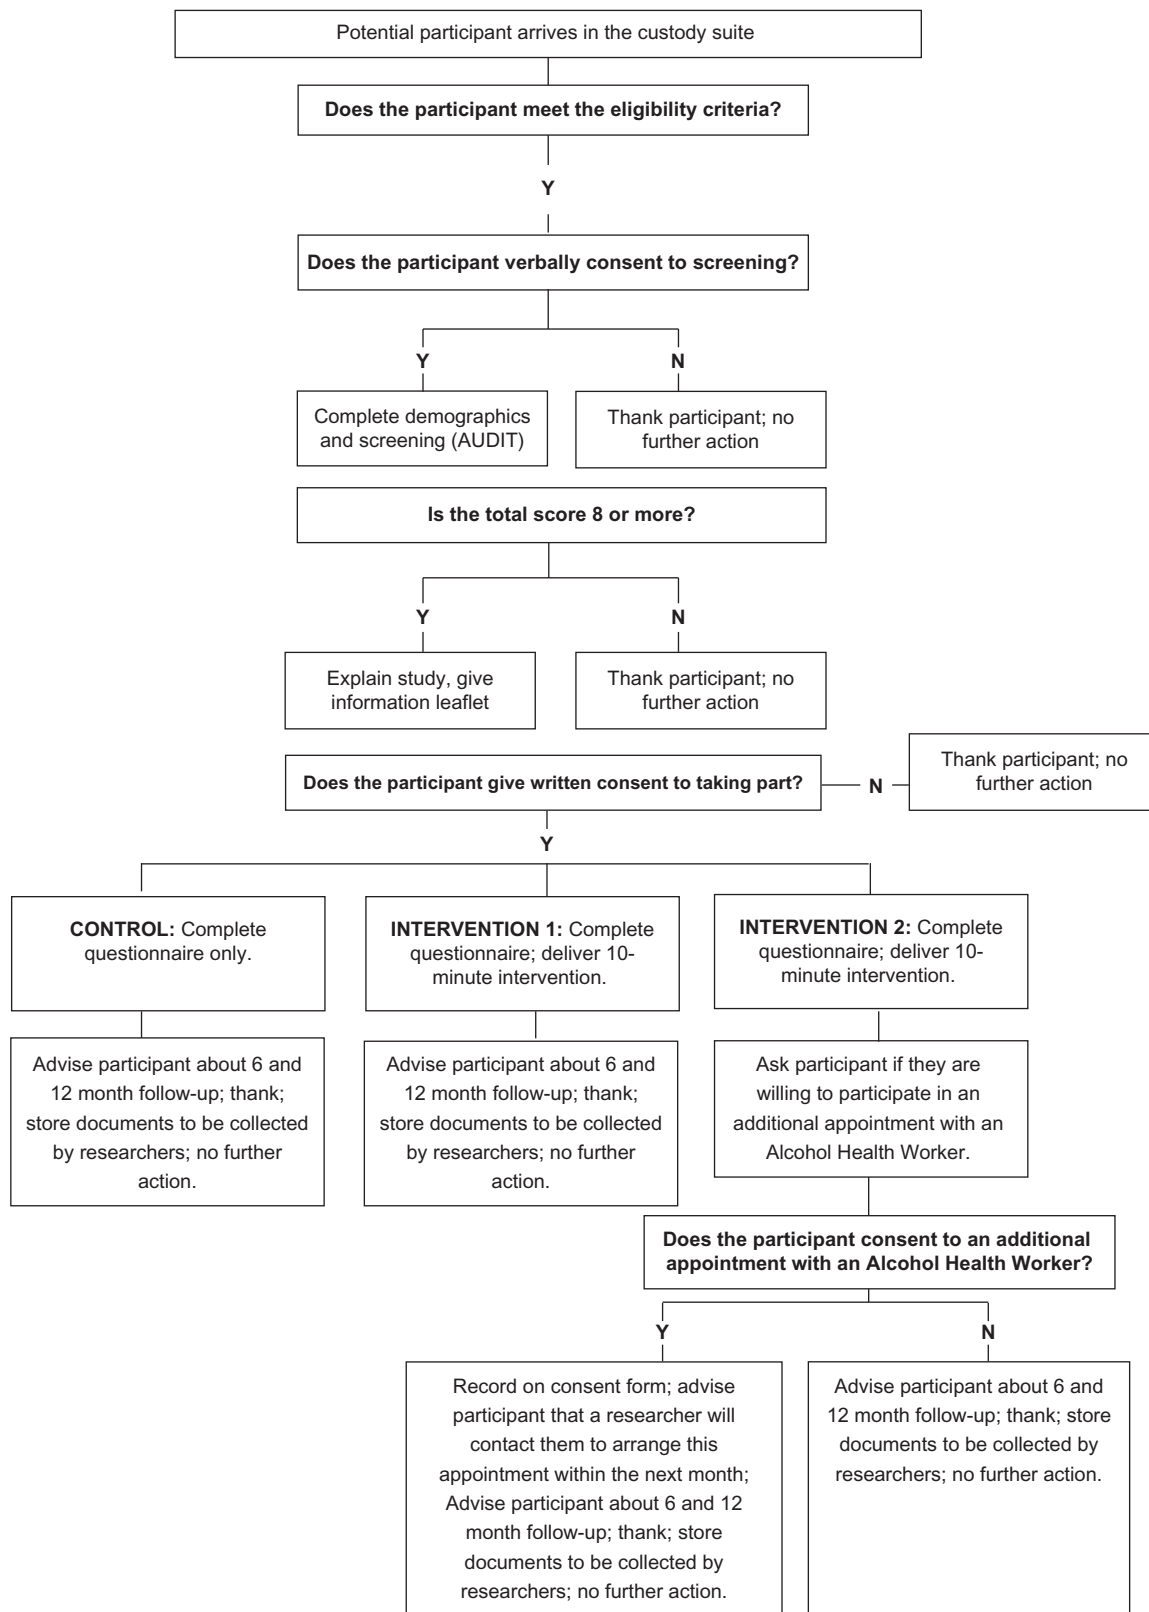 Potential participant arrives in the custody suite
Does the participant meet the eligibility criteria?
Y
Does the participant verbally consent to screening?
Y
N
Complete demographics
and screening (AUDIT)
Thank participant; no
further action
Is the total score 8 or more?
Y
N
Explain study, give
information leaflet
Thank participant; no
further action
Does the participant give written consent to taking part?
N
Thank participant; no
further action
Y
CONTROL: Complete
questionnaire only.
INTERVENTION 1: Complete
questionnaire; deliver 10-
minute intervention.
INTERVENTION 2: Complete
questionnaire; deliver 10-
minute intervention.
Advise participant about 6 and
12 month follow-up; thank;
store documents to be collected
by researchers; no further
action.
Advise participant about 6 and
12 month follow-up; thank;
store documents to be collected
by researchers; no further
action.
Ask participant if they are
willing to participate in an
additional appointment with an
Alcohol Health Worker.
Does the participant consent to an additional
appointment with an Alcohol Health Worker?
Y
N
Record on consent form; advise
participant that a researcher will
contact them to arrange this
appointment within the next month;
Advise participant about 6 and 12
month follow-up; thank; store
documents to be collected by
researchers; no further action.
Advise participant about 6 and
12 month follow-up; thank; store
documents to be collected by
researchers; no further action.